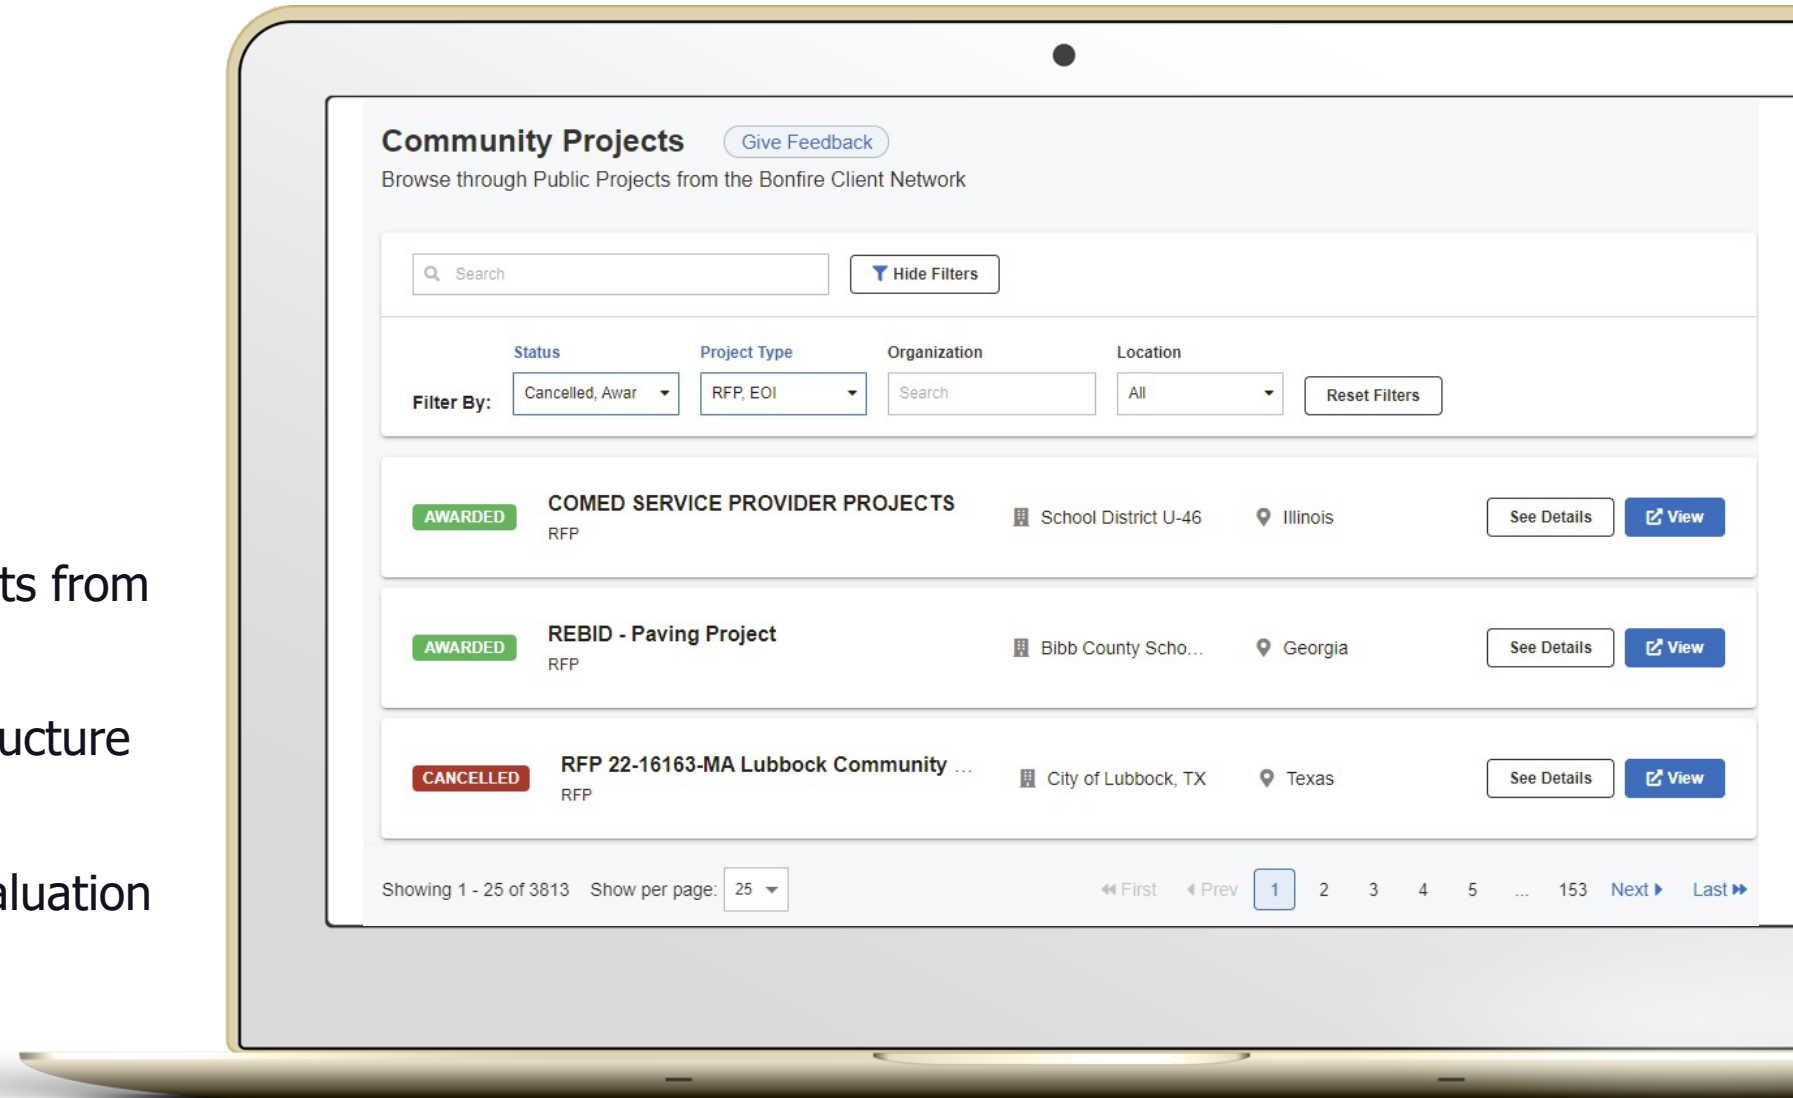 Community Projects Give Feedback
Browse through Public Projects from the Bonfire Client Network
Search Hide Filters
Status Project Type Organization Location
Filter By: Cancelled, Awar RFP, EOI Search All Reset Filters
AWARDED COMED SERVICE PROVIDER PROJECTS School District U-46 Illinois See Details View
RFP
ts from
AWARDED REBID - Paving Project Bibb County Scho... Georgia See Details View
RFP
ucture
CANCELLED RFP 22-16163-MA Lubbock Community ... City of Lubbock, TX Texas See Details View
RFP
aluation
Showing 1 - 25 of 3813 Show per page: 25 First Prev 1 2 3 4 5 ... 153 Next Last